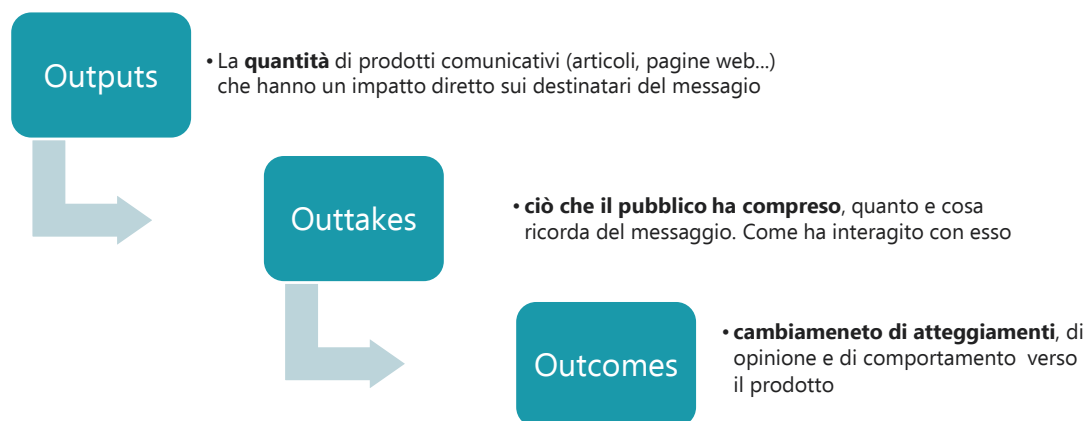 Outputs
• La quantità di prodotti comunicativi (articoli, pagine web...)
che hanno un impatto diretto sui destinatari del messagio
Outtakes
• ciò che il pubblico ha compreso, quanto e cosa
ricorda del messaggio. Come ha interagito con esso
Outcomes
• cambiameneto di atteggiamenti, di
opinione e di comportamento verso
il prodotto